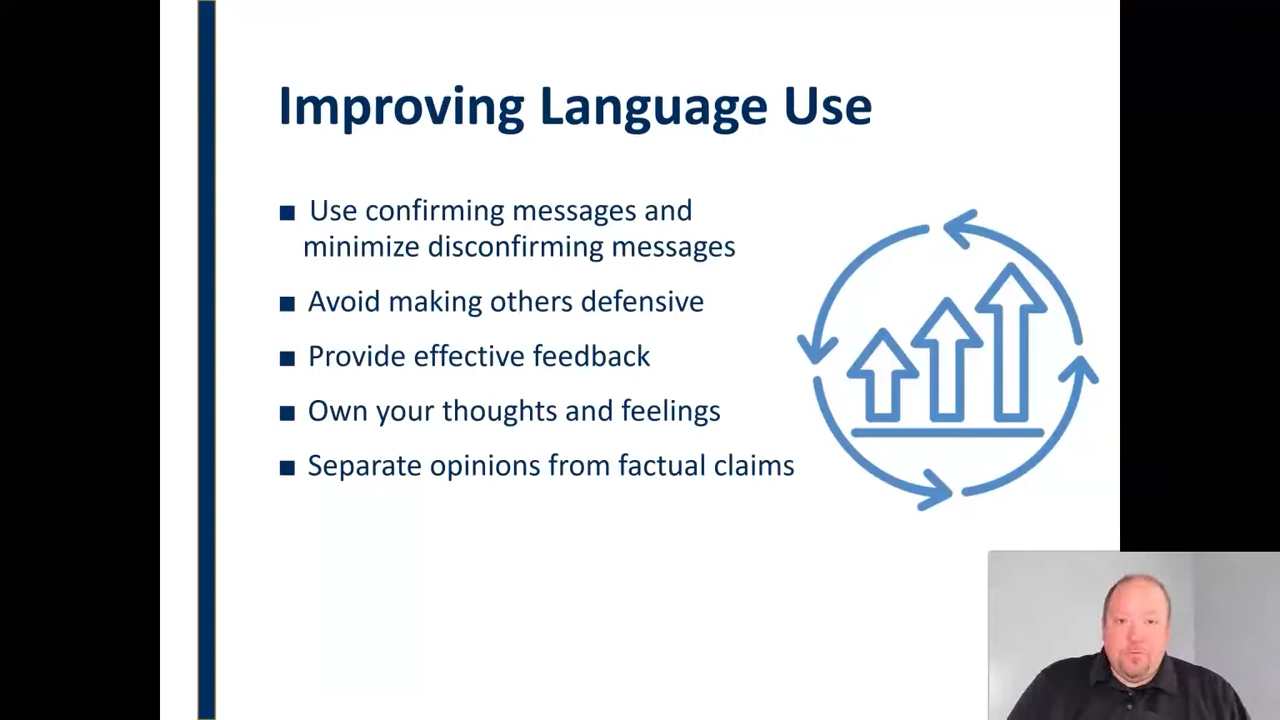 Improving Language Use
■ Use confirming messages and
minimize disconfirming messages
■ Avoid making others defensive
■ Provide effective feedback
■ Own your thoughts and feelings
■ Separate opinions from factual claims